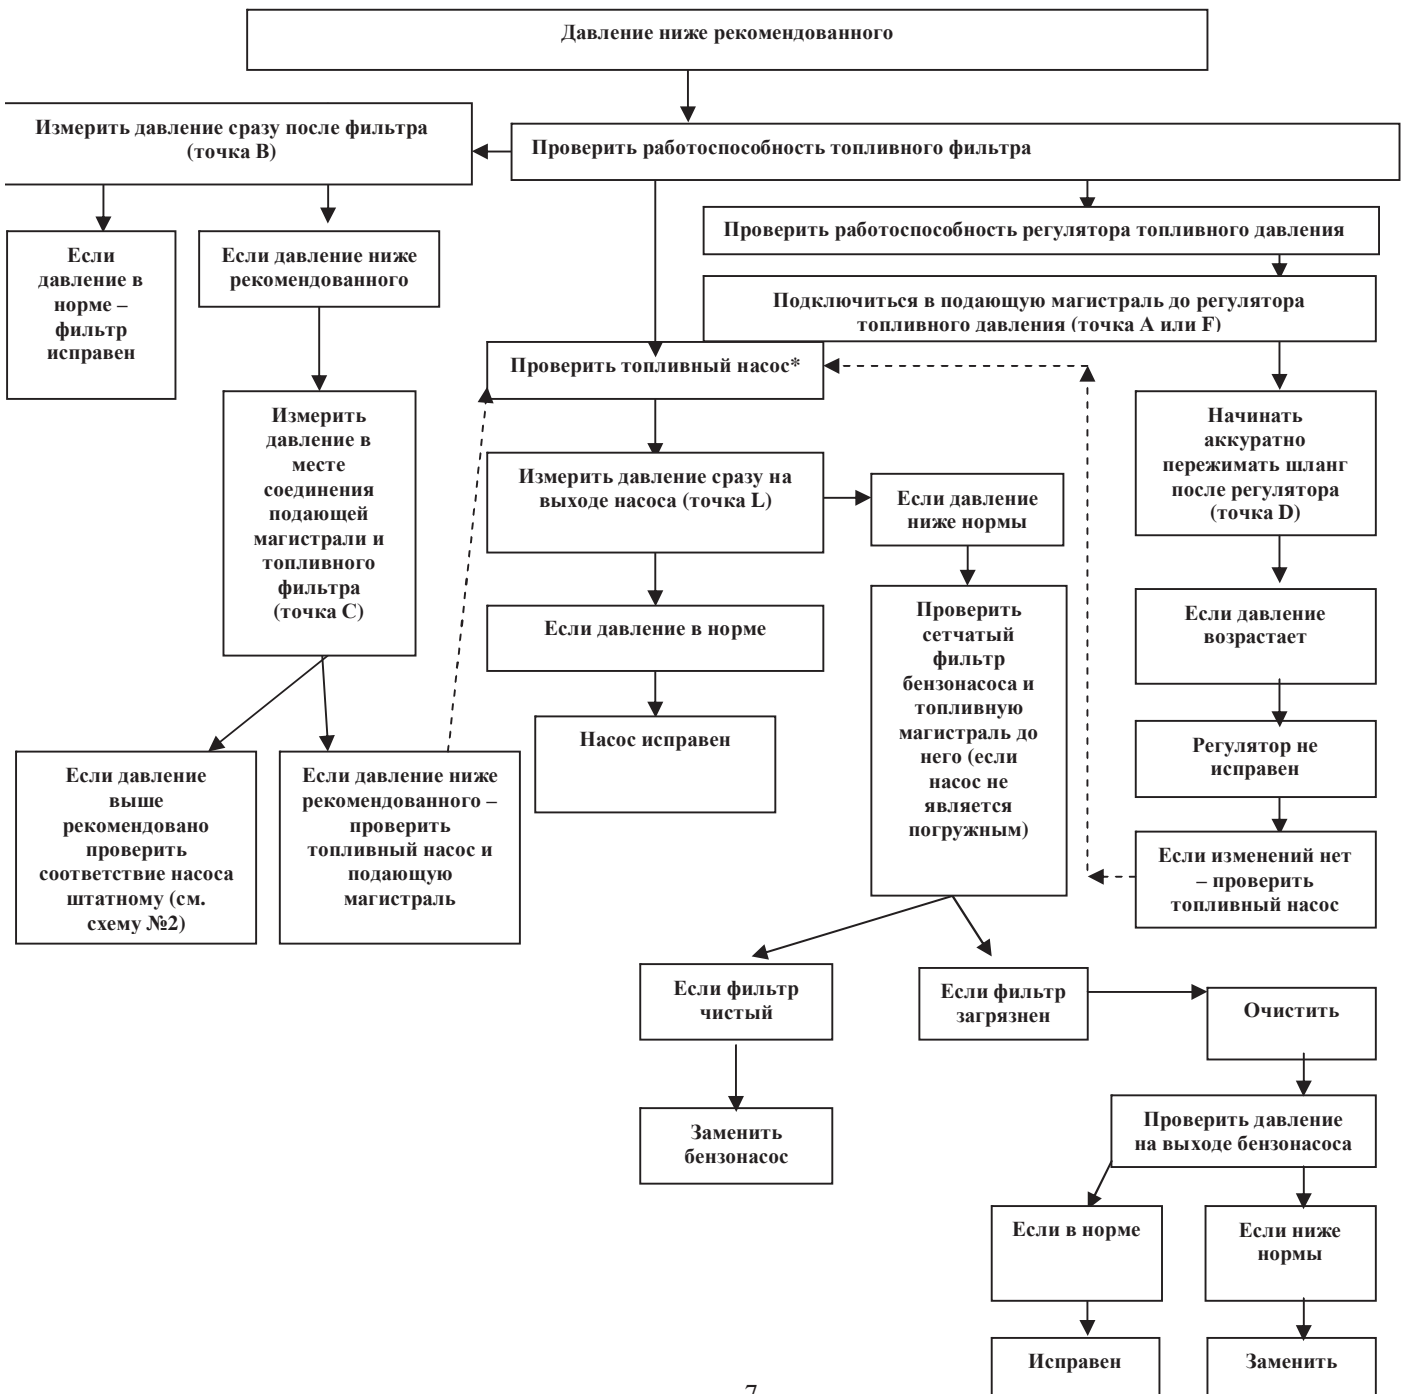 Давление ниже рекомендованного
Измерить давление сразу после фильтра
(точка В)
Проверить работоспособность топливного фильтра
Если
давление в
норме –
фильтр
исправен
Если давление ниже
рекомендованного
Проверить работоспособность регулятора топливного давления
Подключиться в подающую магистраль до регулятора
топливного давления (точка А или F)
Проверить топливный насос*
Измерить
давление в
месте
соединения
подающей
магистрали и
топливного
фильтра
(точка С)
Начинать
аккуратно
пережимать шланг
после регулятора
(точка D)
Измерить давление сразу на
выходе насоса (точка L)
Если давление
ниже нормы
Если давление в норме
Проверить
сетчатый
фильтр
бензонасоса и
топливную
магистраль до
него (если
насос не
является
погружным)
Если давление
возрастает
Насос исправен
Регулятор не
исправен
Если давление
выше
рекомендовано
проверить
соответствие насоса
штатному (см.
схему №2)
Если давление ниже
рекомендованного –
проверить
топливный насос и
подающую
магистраль
Если изменений нет
– проверить
топливный насос
Если фильтр
чистый
Если фильтр
загрязнен
Очистить
Заменить
бензонасос
Проверить давление
на выходе бензонасоса
Если в норме
Если ниже
нормы
Исправен
Заменить
7